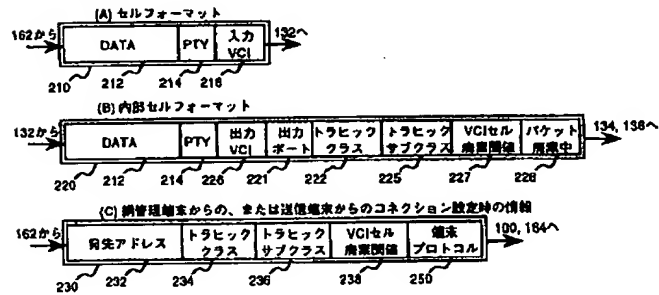 (A) セルフォーマット
162から DATA PTY 入力 VCI 132へ
210 212 214 216
(B) 内部セルフォーマット
132から DATA PTY 出力 VCI 出力 ポート トラヒック クラス トラヒック サブクラス VCIセル 廃棄閾値 パケット 廃棄中 134, 136へ
220 212 214 226 221 222 225 227 228
(C) 網管理端末からの、または送信端末からのコネクション設定時の情報
162から 宛先アドレス トラヒック クラス トラヒック サブクラス VCIセル 廃棄閾値 端末 プロトコル 100, 164へ
230 232 234 236 238 250